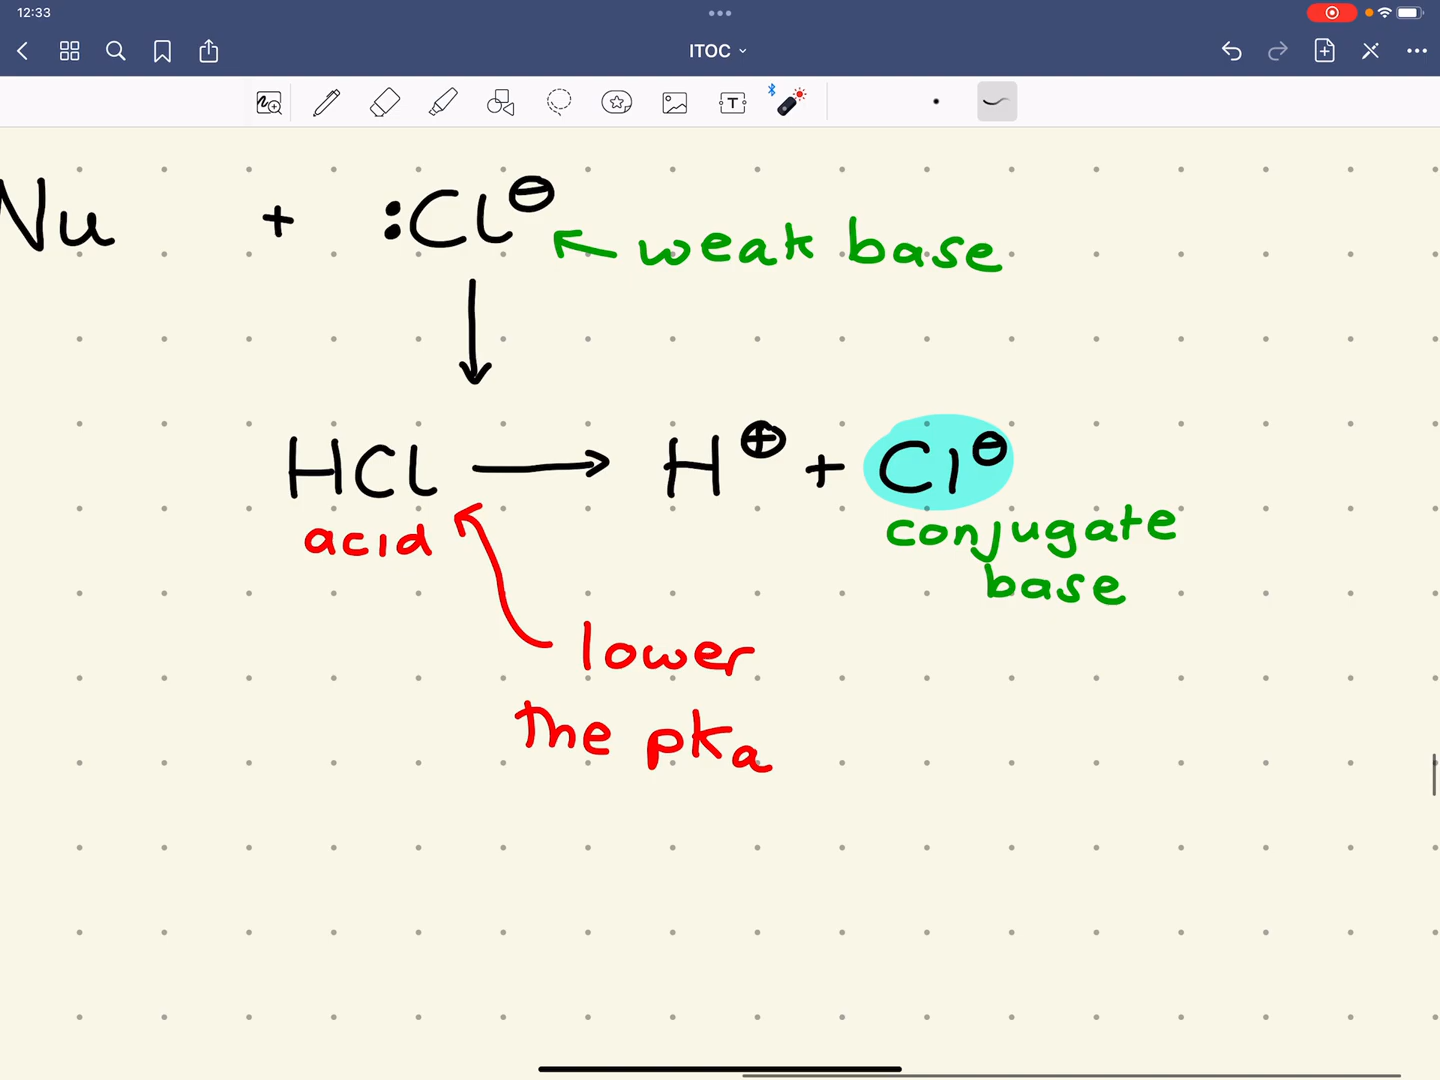 12:33
ITOC
Nu + :Cl⊖
← weak base
↓
HCl → H⊕ + Cl⊖
acid
conjugate
base
lower
the pKa